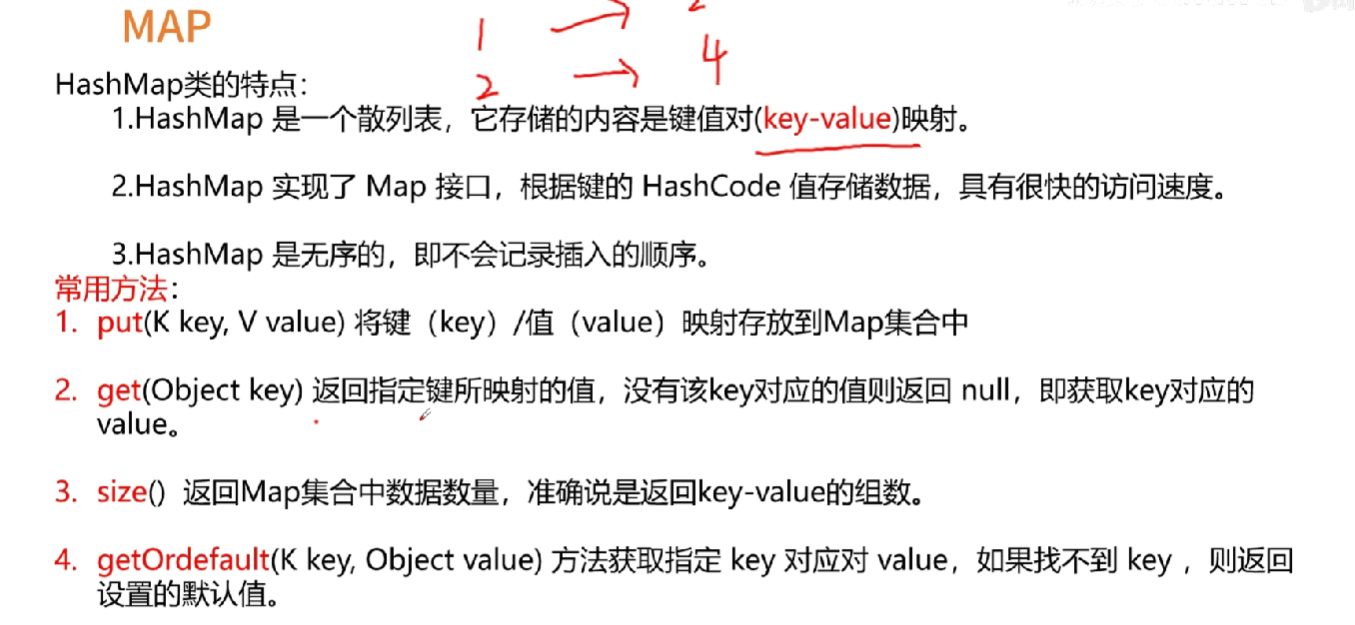 MAP
1 →
2 → 4
HashMap类的特点：
1.HashMap 是一个散列表，它存储的内容是键值对(key-value)映射。
2.HashMap 实现了 Map 接口，根据键的 HashCode 值存储数据，具有很快的访问速度。
3.HashMap 是无序的，即不会记录插入的顺序。
常用方法：
1. put(K key, V value) 将键（key）/值（value）映射存放到Map集合中
2. get(Object key) 返回指定键所映射的值，没有该key对应的值则返回 null，即获取key对应的
value。
3. size() 返回Map集合中数据数量，准确说是返回key-value的组数。
4. getOrdefault(K key, Object value) 方法获取指定 key 对应对 value，如果找不到 key ，则返回
设置的默认值。